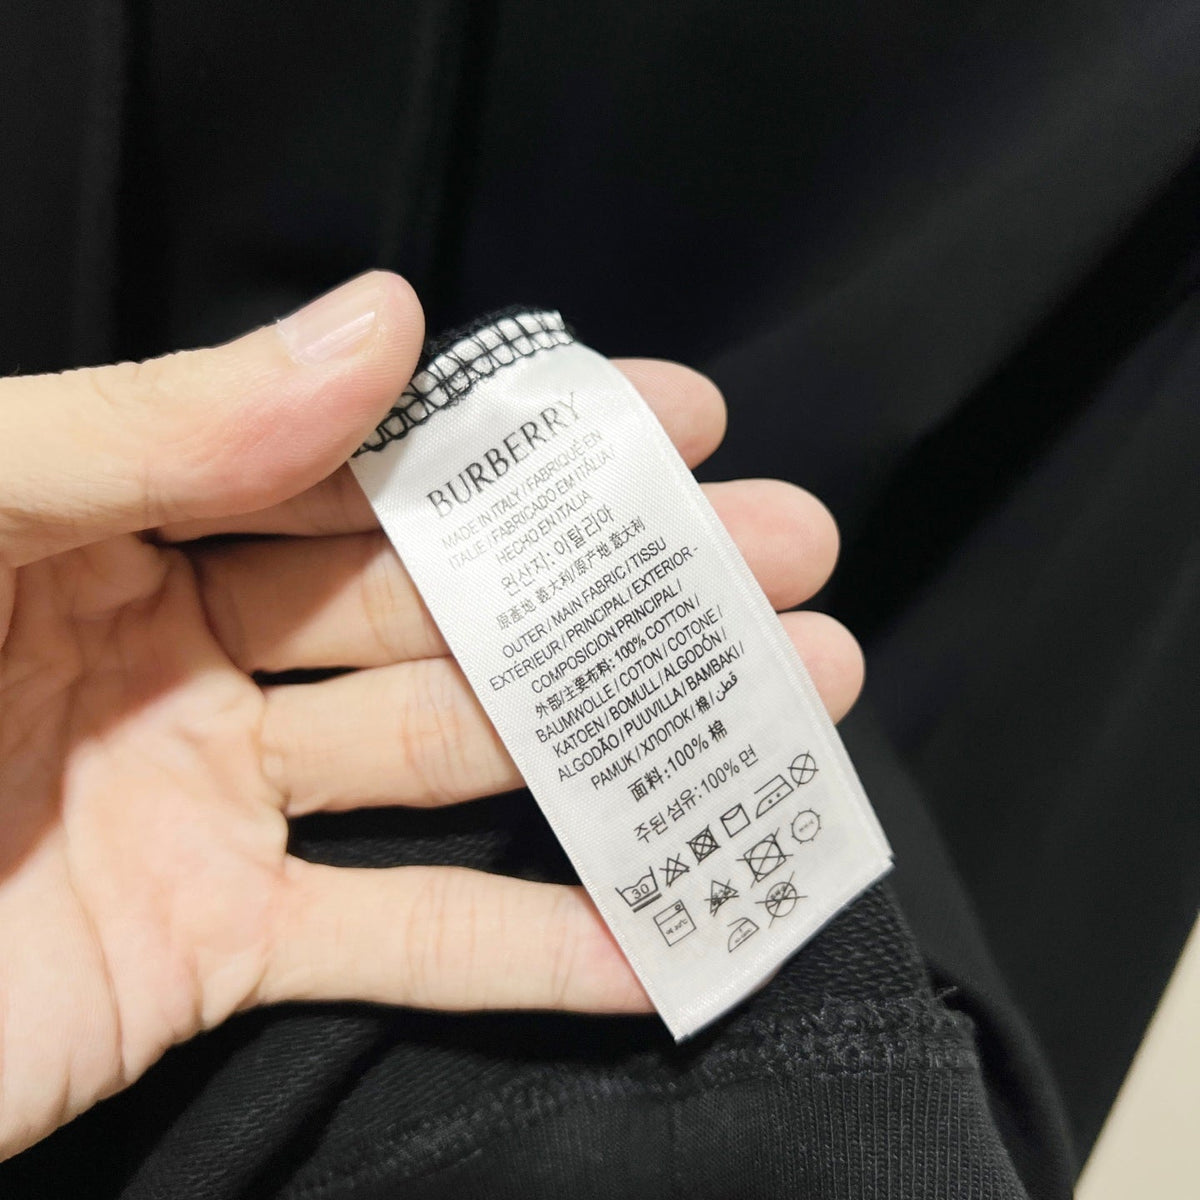 BURBERRY
MADE IN ITALY / FABRIQUÉ EN
ITALIE / FABRICADO EM ITÁLIA /
HECHO EN ITALIA
원산지: 이탈리아
原產地 義大利/原产地 意大利
OUTER / MAIN FABRIC / TISSU
EXTÉRIEUR / PRINCIPAL / EXTERIOR -
COMPOSICION PRINCIPAL /
外部/主要布料: 100% COTTON /
BAUMWOLLE / COTON / COTONE /
KATOEN / BOMULL / ALGODÓN /
ALGODÃO / PUUVILLA / BAMBAKI /
PAMUK / ХЛОПОК / 棉 / قطن
面料:100% 棉
주된 섬유:100% 면
30